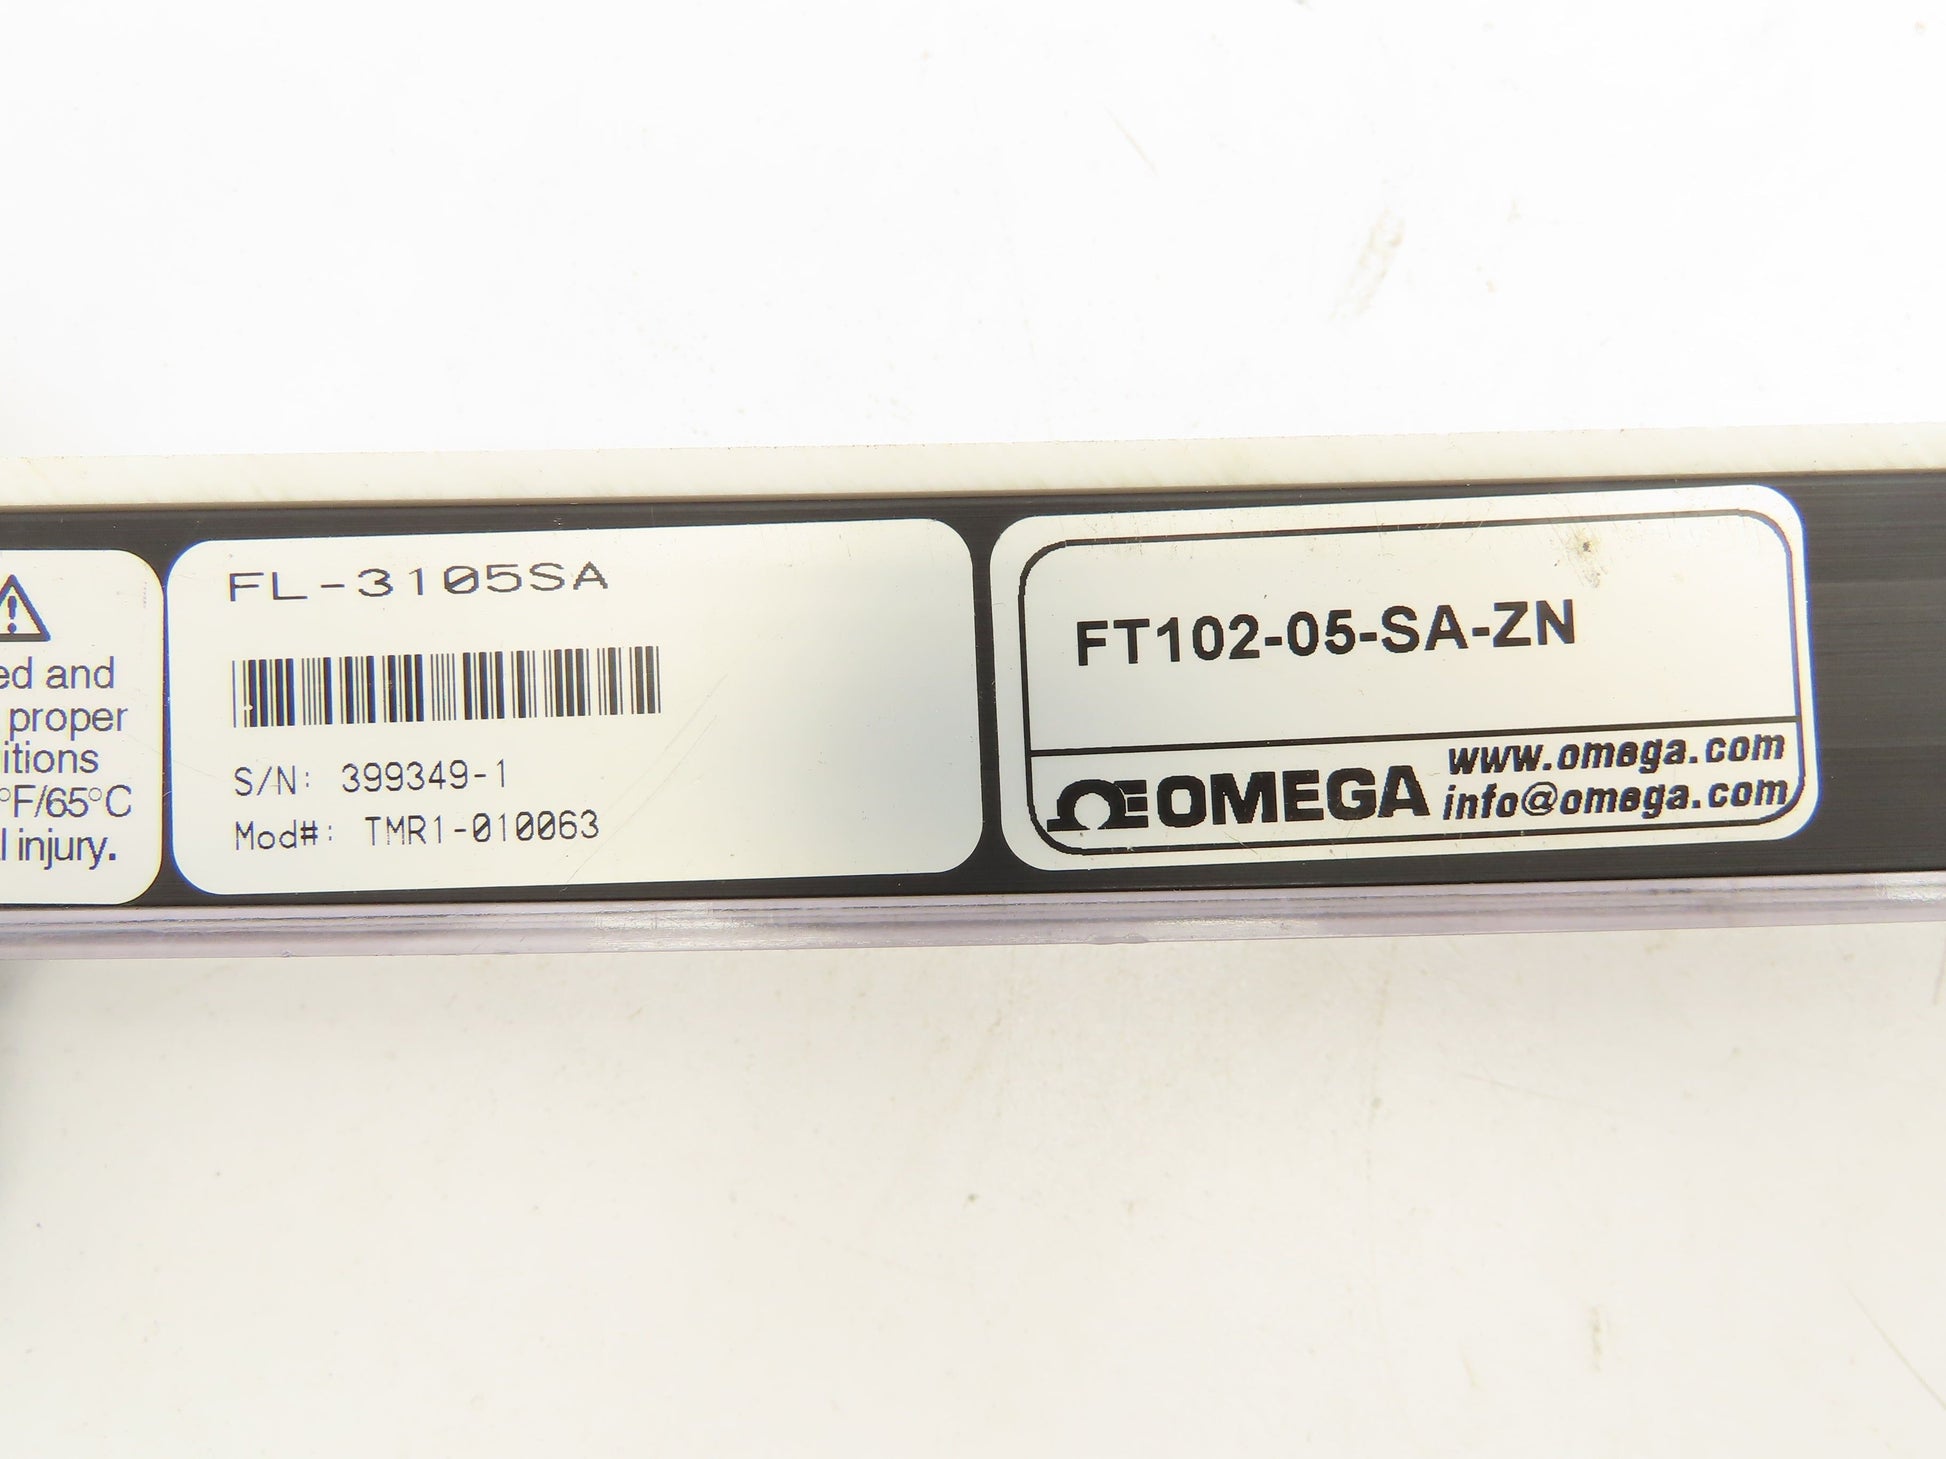 ed and
proper
itions
°F/65°C
l injury.
FL-3105SA
S/N: 399349-1
Mod#: TMR1-010063
FT102-05-SA-ZN
OMEGA
www.omega.com
info@omega.com